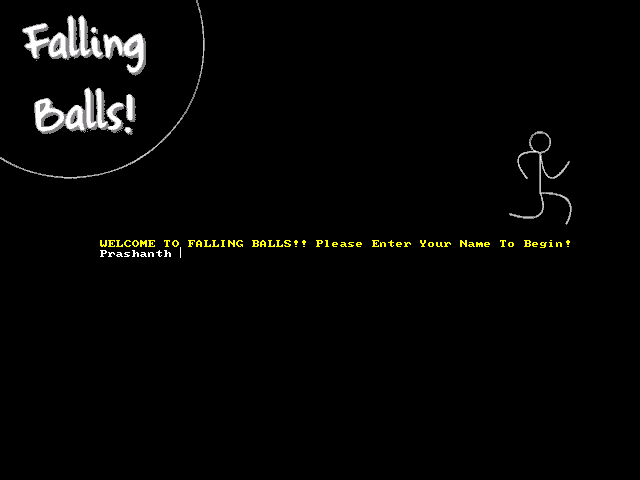 Falling
Balls!
WELCOME TO FALLING BALLS!! Please Enter Your Name To Begin!
Prashanth